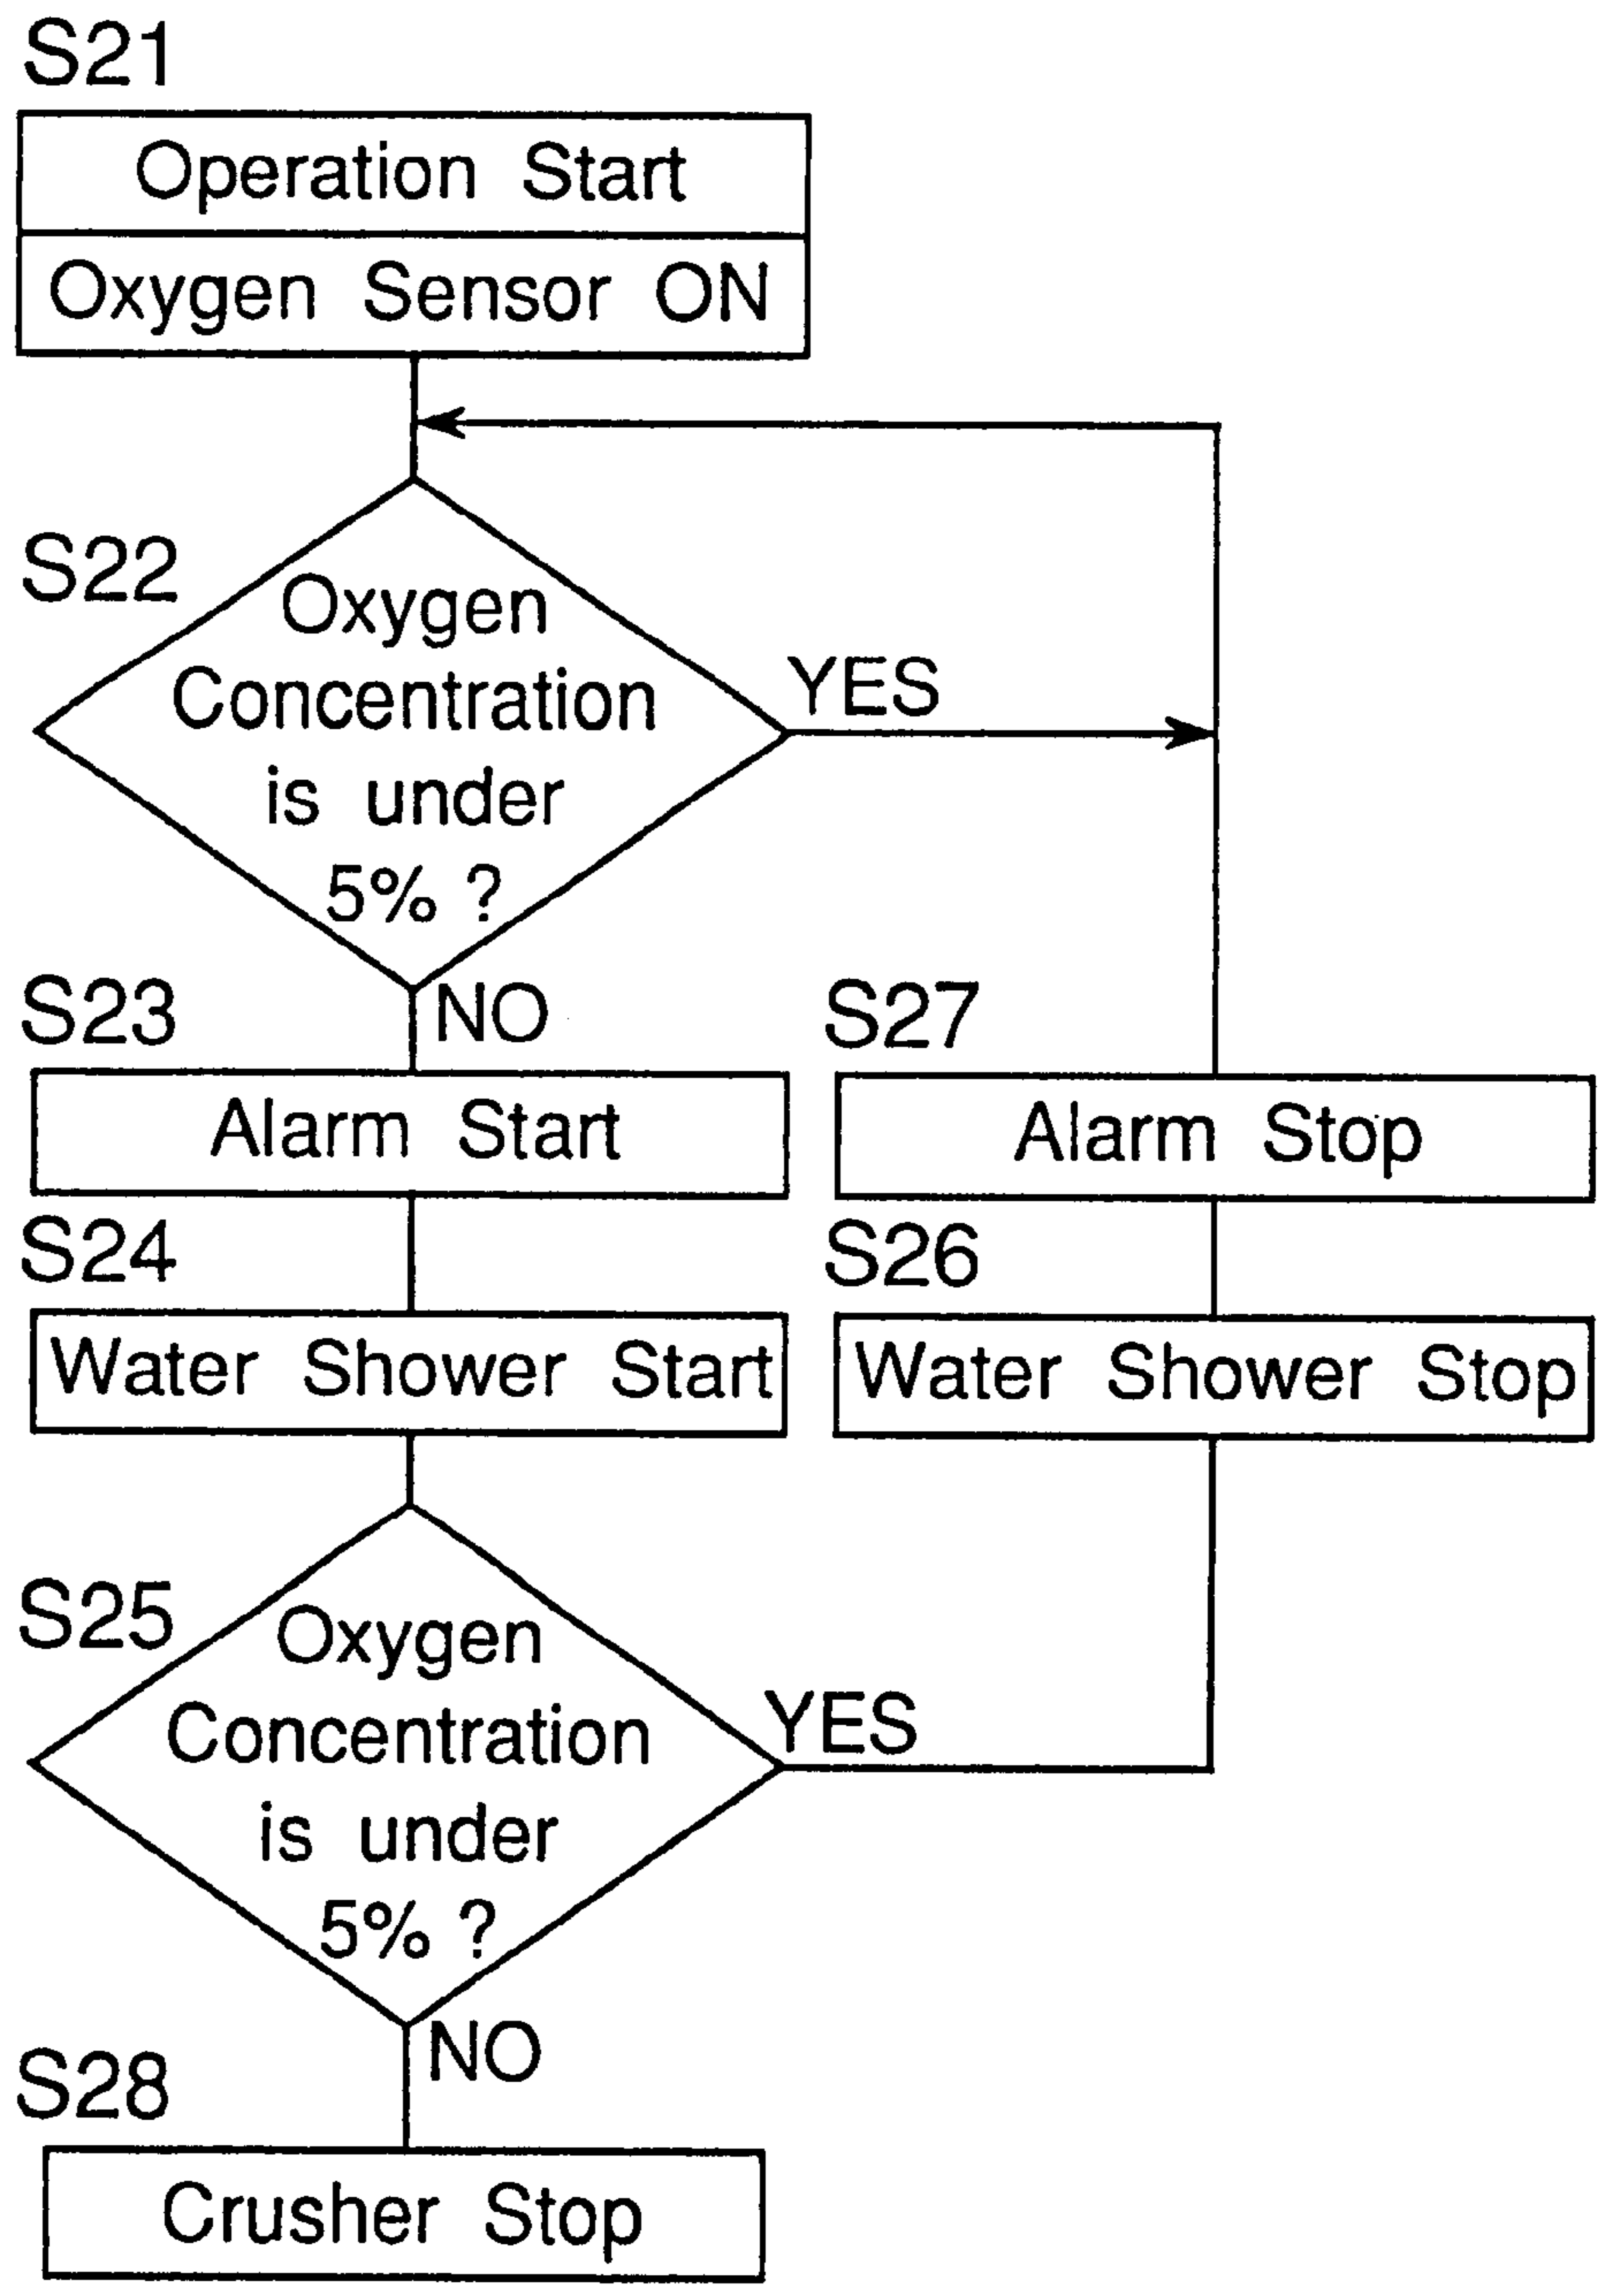 S21
Operation Start
Oxygen Sensor ON
S22
Oxygen
Concentration
is under
5% ?
YES
NO
S23
Alarm Start
S27
Alarm Stop
S24
Water Shower Start
S26
Water Shower Stop
S25
Oxygen
Concentration
is under
5% ?
YES
NO
S28
Crusher Stop